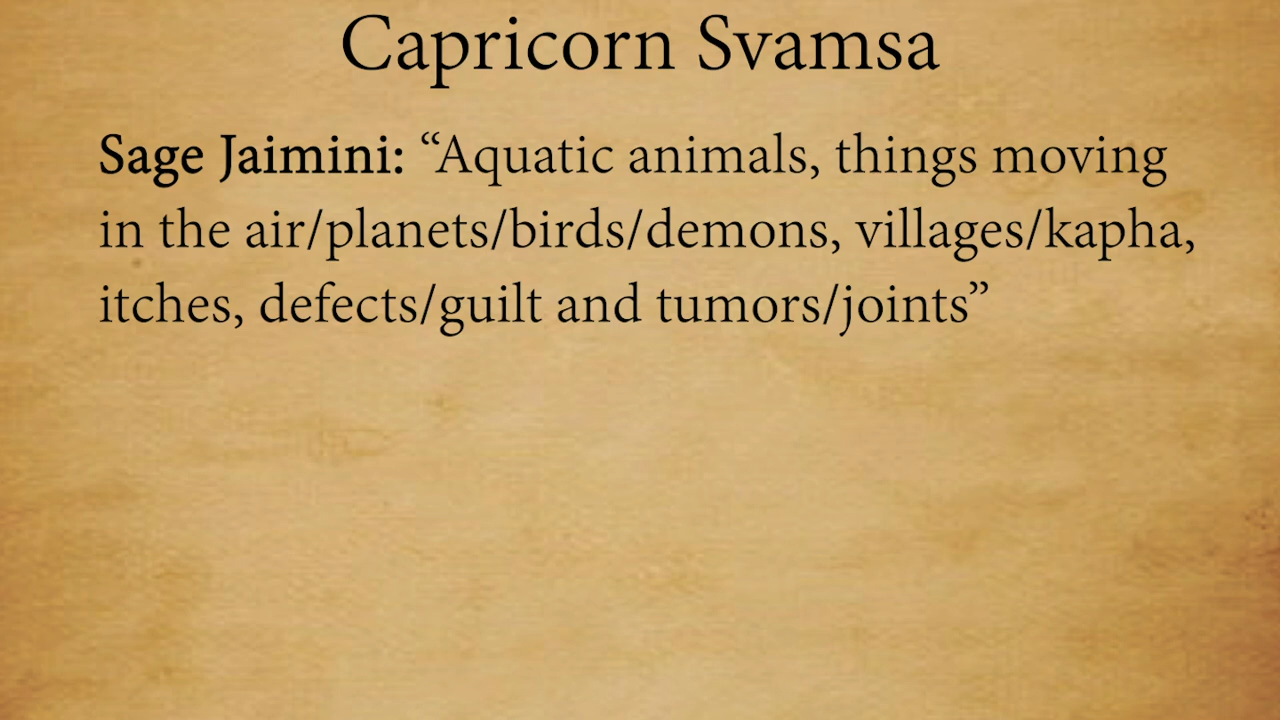 Capricorn Svamsa
Sage Jaimini: “Aquatic animals, things moving
in the air/planets/birds/demons, villages/kapha,
itches, defects/guilt and tumors/joints”